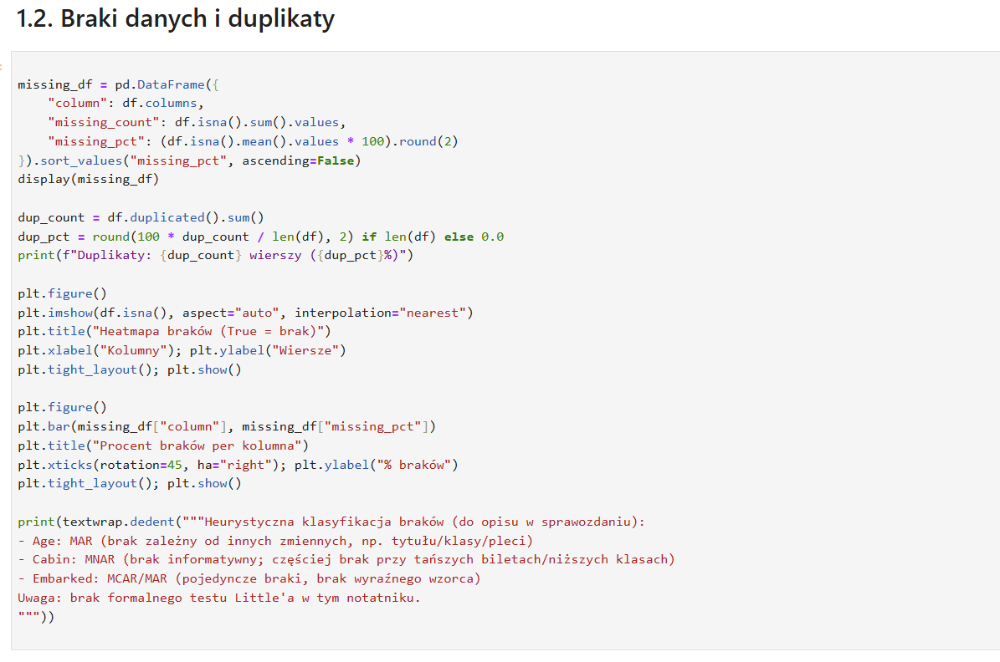 1.2. Braki danych i duplikaty
missing_df = pd.DataFrame({
    "column": df.columns,
    "missing_count": df.isna().sum().values,
    "missing_pct": (df.isna().mean().values * 100).round(2)
}).sort_values("missing_pct", ascending=False)
display(missing_df)

dup_count = df.duplicated().sum()
dup_pct = round(100 * dup_count / len(df), 2) if len(df) else 0.0
print(f"Duplikaty: {dup_count} wierszy ({dup_pct}%)")

plt.figure()
plt.imshow(df.isna(), aspect="auto", interpolation="nearest")
plt.title("Heatmapa braków (True = brak)")
plt.xlabel("Kolumny"); plt.ylabel("Wiersze")
plt.tight_layout(); plt.show()

plt.figure()
plt.bar(missing_df["column"], missing_df["missing_pct"])
plt.title("Procent braków per kolumna")
plt.xticks(rotation=45, ha="right"); plt.ylabel("% braków")
plt.tight_layout(); plt.show()

print(textwrap.dedent("""Heurystyczna klasyfikacja braków (do opisu w sprawozdaniu):
- Age: MAR (brak zależny od innych zmiennych, np. tytułu/klasy/pleci)
- Cabin: MNAR (brak informatywny; częściej brak przy tańszych biletach/niższych klasach)
- Embarked: MCAR/MAR (pojedyncze braki, brak wyraźnego wzorca)
Uwaga: brak formalnego testu Little'a w tym notatniku.
"""))